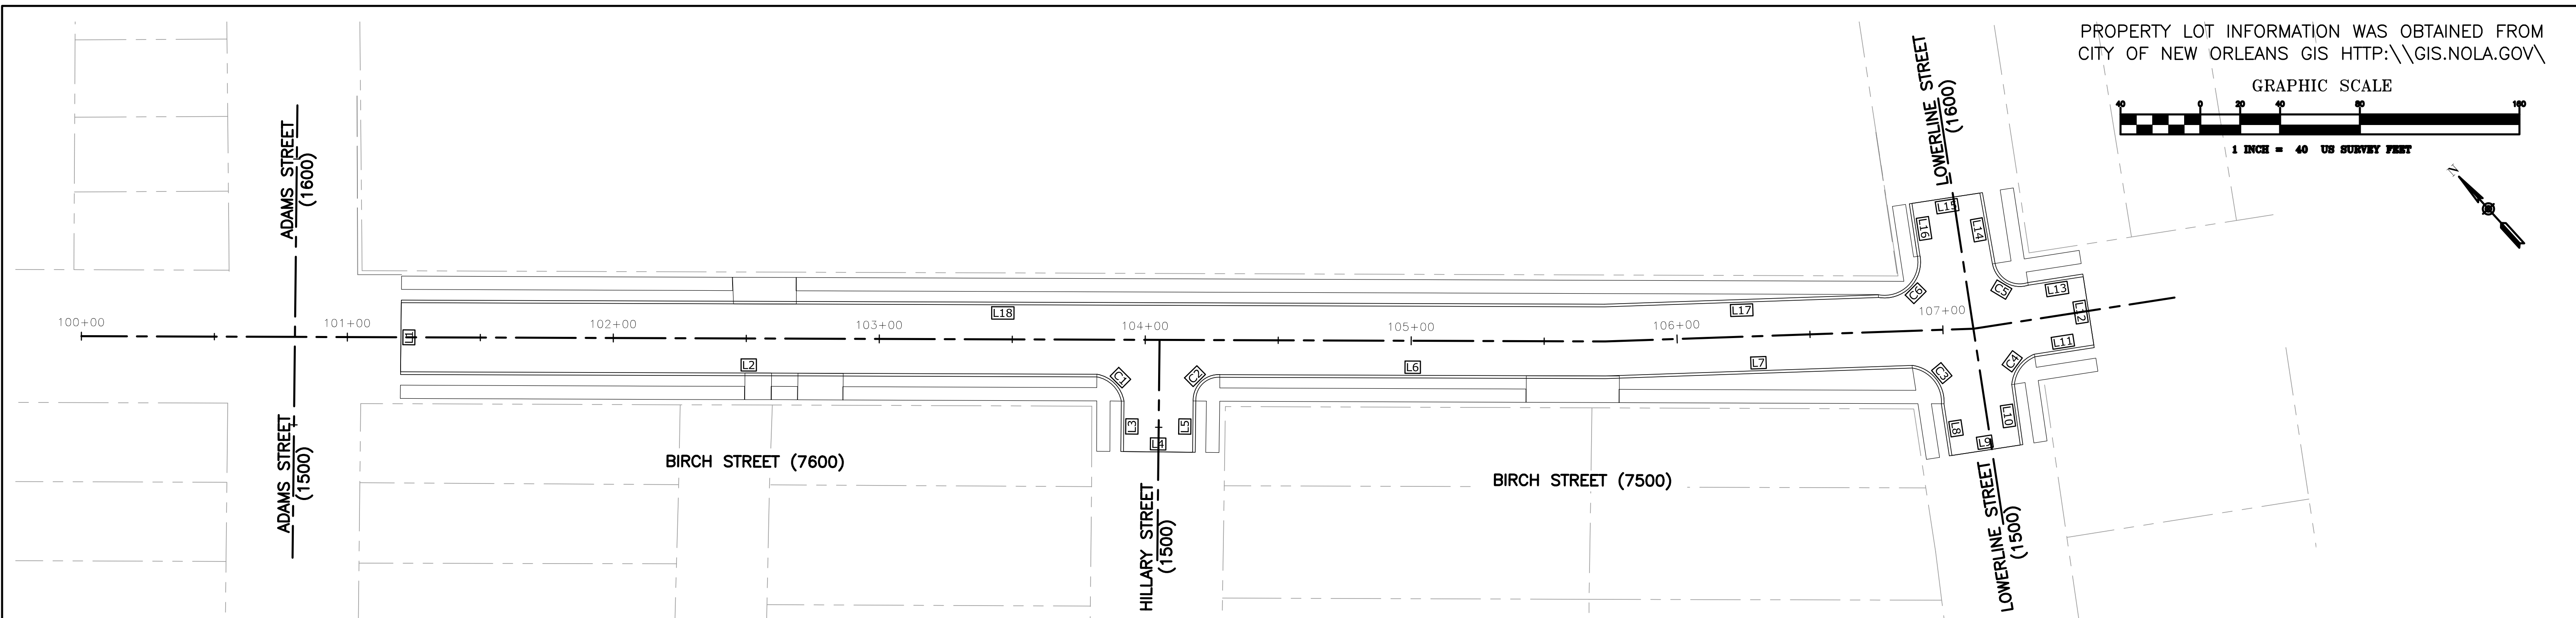 PROPERTY LOT INFORMATION WAS OBTAINED FROM
CITY OF NEW ORLEANS GIS HTTP:\\GIS.NOLA.GOV\
GRAPHIC SCALE
40 0 20 40 80 160
1 INCH = 40 US SURVEY FEET
N
ADAMS STREET
(1600)
LOWERLINE STREET
(1600)
L15
L16
L14
C6
C5
L13
L12
L11
L18
L17
100+00
101+00
102+00
103+00
104+00
105+00
106+00
107+00
L1
L2
C1
C2
L6
L7
C3
C4
L3
L4
L5
L8
L9
L10
ADAMS STREET
(1500)
BIRCH STREET (7600)
HILLARY STREET
(1500)
BIRCH STREET (7500)
LOWERLINE STREET
(1500)